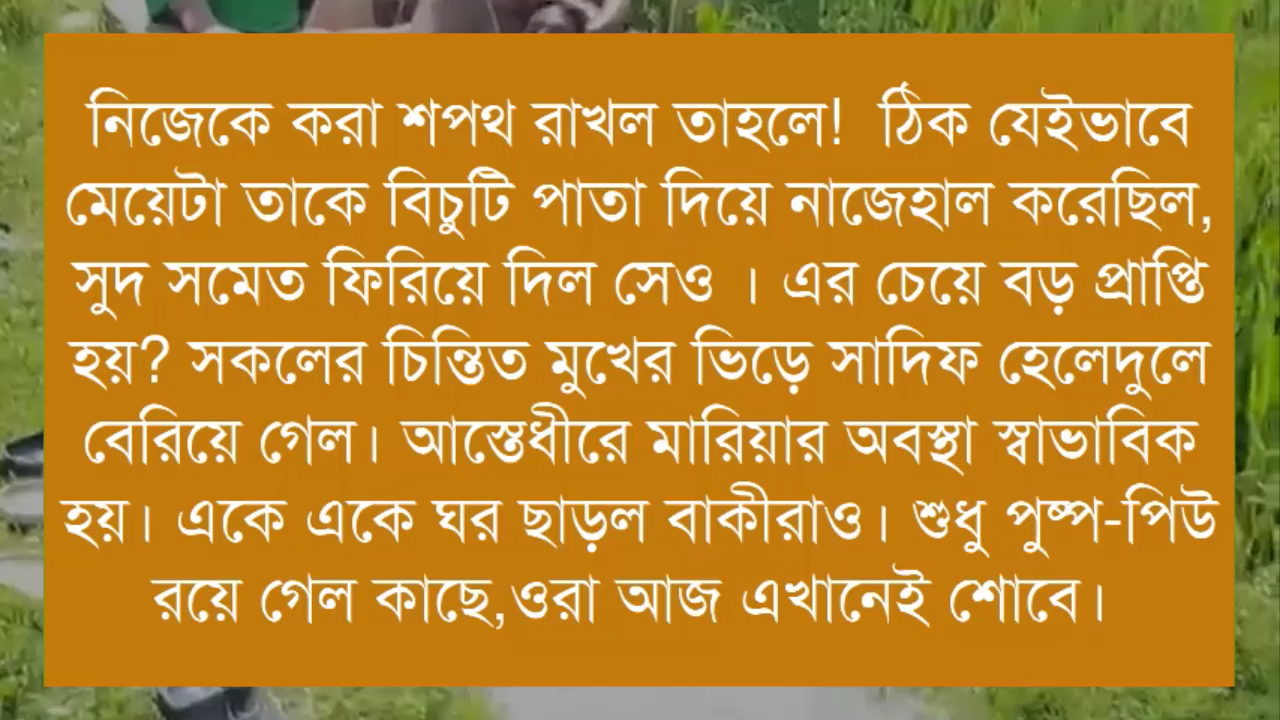 নিজেকে করা শপথ রাখল তাহলে! ঠিক যেইভাবে
মেয়েটা তাকে বিচুটি পাতা দিয়ে নাজেহাল করেছিল,
সুদ সমেত ফিরিয়ে দিল সেও । এর চেয়ে বড় প্রাপ্তি
হয়? সকলের চিন্তিত মুখের ভিড়ে সাদিফ হেলেদুলে
বেরিয়ে গেল। আস্তেধীরে মারিয়ার অবস্থা স্বাভাবিক
হয়। একে একে ঘর ছাড়ল বাকীরাও। শুধু পুষ্প-পিউ
রয়ে গেল কাছে,ওরা আজ এখানেই শোবে।